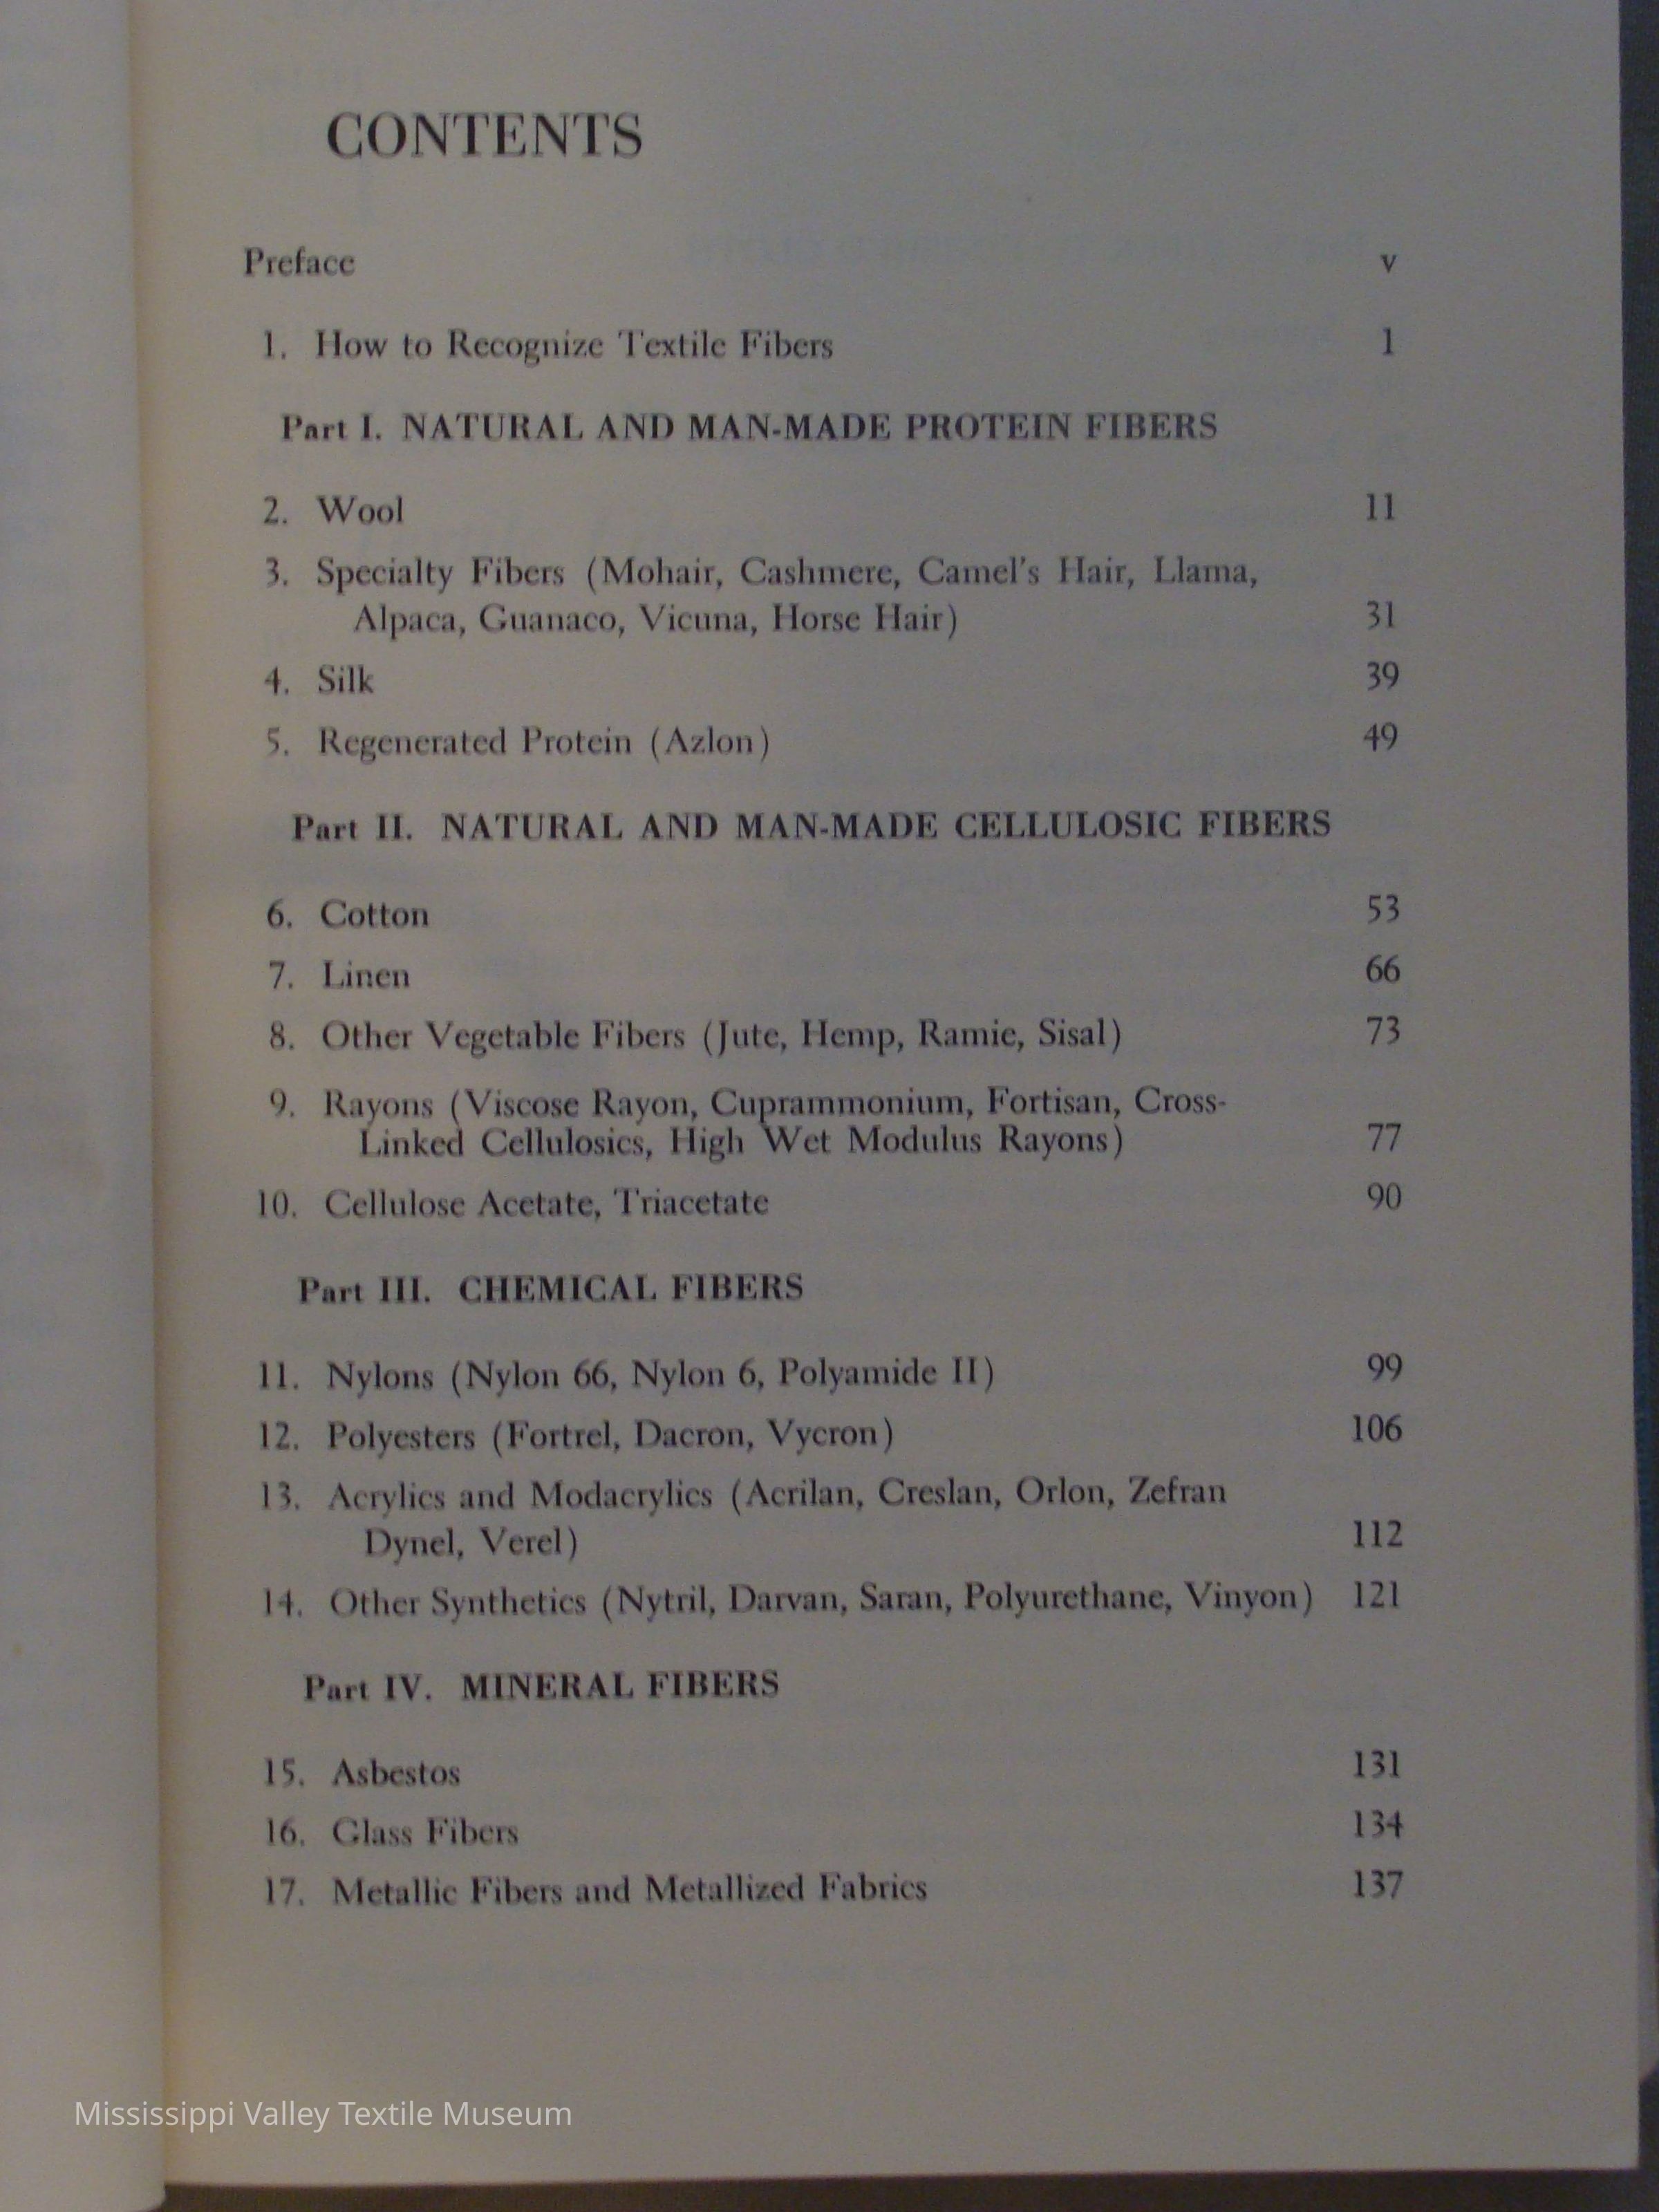 CONTENTS
Preface v
1. How to Recognize Textile Fibers 1
Part I. NATURAL AND MAN-MADE PROTEIN FIBERS
2. Wool 11
3. Specialty Fibers (Mohair, Cashmere, Camel's Hair, Llama,
Alpaca, Guanaco, Vicuna, Horse Hair) 31
4. Silk 39
5. Regenerated Protein (Azlon) 49
Part II. NATURAL AND MAN-MADE CELLULOSIC FIBERS
6. Cotton 53
7. Linen 66
8. Other Vegetable Fibers (Jute, Hemp, Ramie, Sisal) 73
9. Rayons (Viscose Rayon, Cuprammonium, Fortisan, Cross-
Linked Cellulosics, High Wet Modulus Rayons) 77
10. Cellulose Acetate, Triacetate 90
Part III. CHEMICAL FIBERS
11. Nylons (Nylon 66, Nylon 6, Polyamide II) 99
12. Polyesters (Fortrel, Dacron, Vycron) 106
13. Acrylics and Modacrylics (Acrilan, Creslan, Orlon, Zefran
Dynel, Verel) 112
14. Other Synthetics (Nytril, Darvan, Saran, Polyurethane, Vinyon) 121
Part IV. MINERAL FIBERS
15. Asbestos 131
16. Glass Fibers 134
17. Metallic Fibers and Metallized Fabrics 137
Mississippi Valley Textile Museum